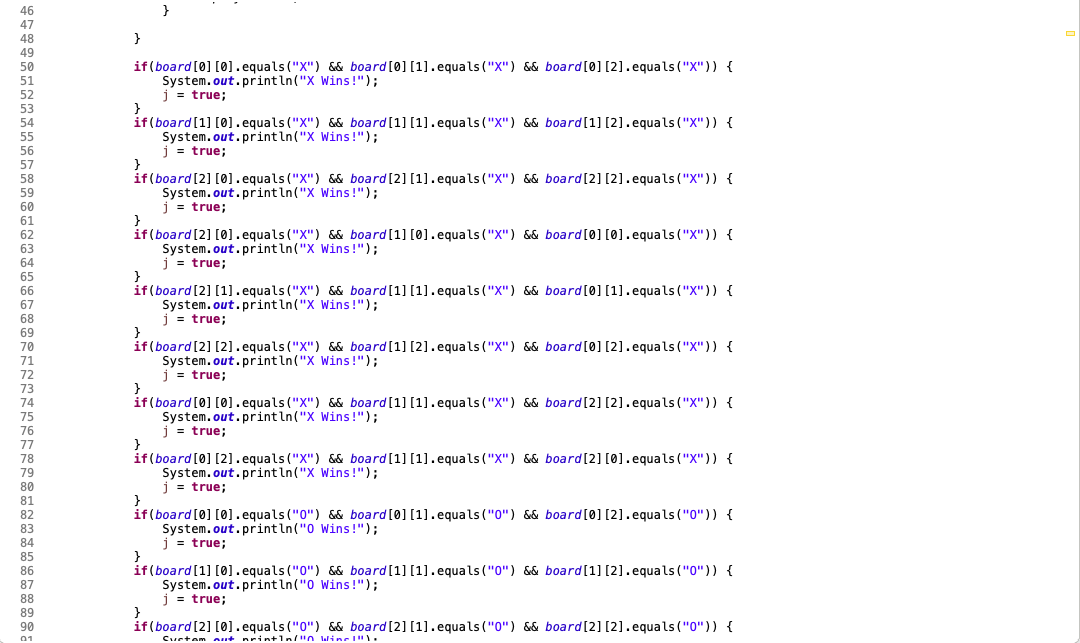 46 }
47
48 }
49
50 if(board[0][0].equals("X") && board[0][1].equals("X") && board[0][2].equals("X")) {
51 System.out.println("X Wins!");
52 j = true;
53 }
54 if(board[1][0].equals("X") && board[1][1].equals("X") && board[1][2].equals("X")) {
55 System.out.println("X Wins!");
56 j = true;
57 }
58 if(board[2][0].equals("X") && board[2][1].equals("X") && board[2][2].equals("X")) {
59 System.out.println("X Wins!");
60 j = true;
61 }
62 if(board[2][0].equals("X") && board[1][0].equals("X") && board[0][0].equals("X")) {
63 System.out.println("X Wins!");
64 j = true;
65 }
66 if(board[2][1].equals("X") && board[1][1].equals("X") && board[0][1].equals("X")) {
67 System.out.println("X Wins!");
68 j = true;
69 }
70 if(board[2][2].equals("X") && board[1][2].equals("X") && board[0][2].equals("X")) {
71 System.out.println("X Wins!");
72 j = true;
73 }
74 if(board[0][0].equals("X") && board[1][1].equals("X") && board[2][2].equals("X")) {
75 System.out.println("X Wins!");
76 j = true;
77 }
78 if(board[0][2].equals("X") && board[1][1].equals("X") && board[2][0].equals("X")) {
79 System.out.println("X Wins!");
80 j = true;
81 }
82 if(board[0][0].equals("O") && board[0][1].equals("O") && board[0][2].equals("O")) {
83 System.out.println("O Wins!");
84 j = true;
85 }
86 if(board[1][0].equals("O") && board[1][1].equals("O") && board[1][2].equals("O")) {
87 System.out.println("O Wins!");
88 j = true;
89 }
90 if(board[2][0].equals("O") && board[2][1].equals("O") && board[2][2].equals("O")) {
91 System.out.println("O Wins!");